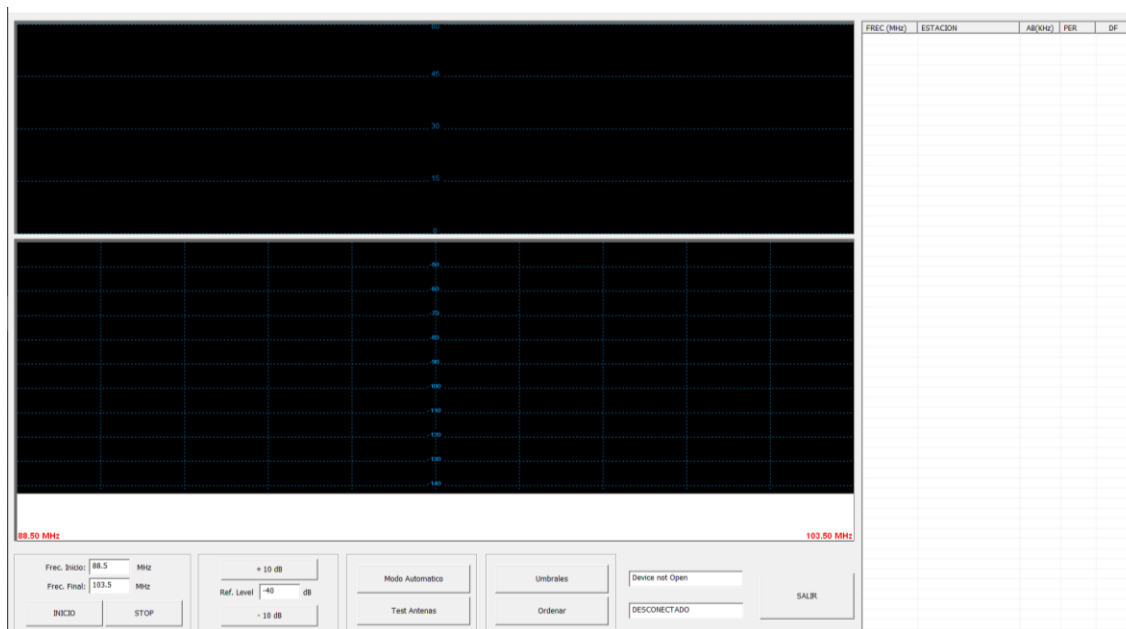 60
45
30
15
0
-50
-60
-70
-80
-90
-100
-110
-120
-130
-140
88.50 MHz 103.50 MHz
FREC (MHz) ESTACION AB(KHz) PER DF
Frec. Inicio: 88.5 MHz
Frec. Final: 103.5 MHz
INICIO STOP
+ 10 dB
Ref. Level -40 dB
- 10 dB
Modo Automatico
Test Antenas
Umbrales
Ordenar
Device not Open
DESCONECTADO
SALIR